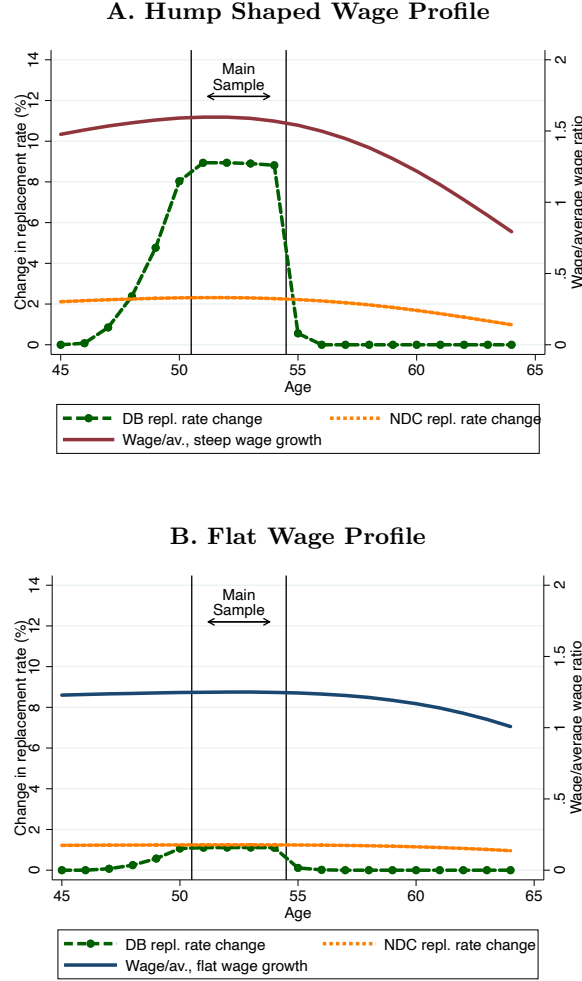 A. Hump Shaped Wage Profile
Change in replacement rate (%)
0 2 4 6 8 10 12 14
Main
Sample
0 .5 1 1.5 2
Wage/average wage ratio
45 50 55 60 65
Age
DB repl. rate change NDC repl. rate change
Wage/av., steep wage growth
B. Flat Wage Profile
Change in replacement rate (%)
0 2 4 6 8 10 12 14
Main
Sample
0 .5 1 1.5 2
Wage/average wage ratio
45 50 55 60 65
Age
DB repl. rate change NDC repl. rate change
Wage/av., flat wage growth